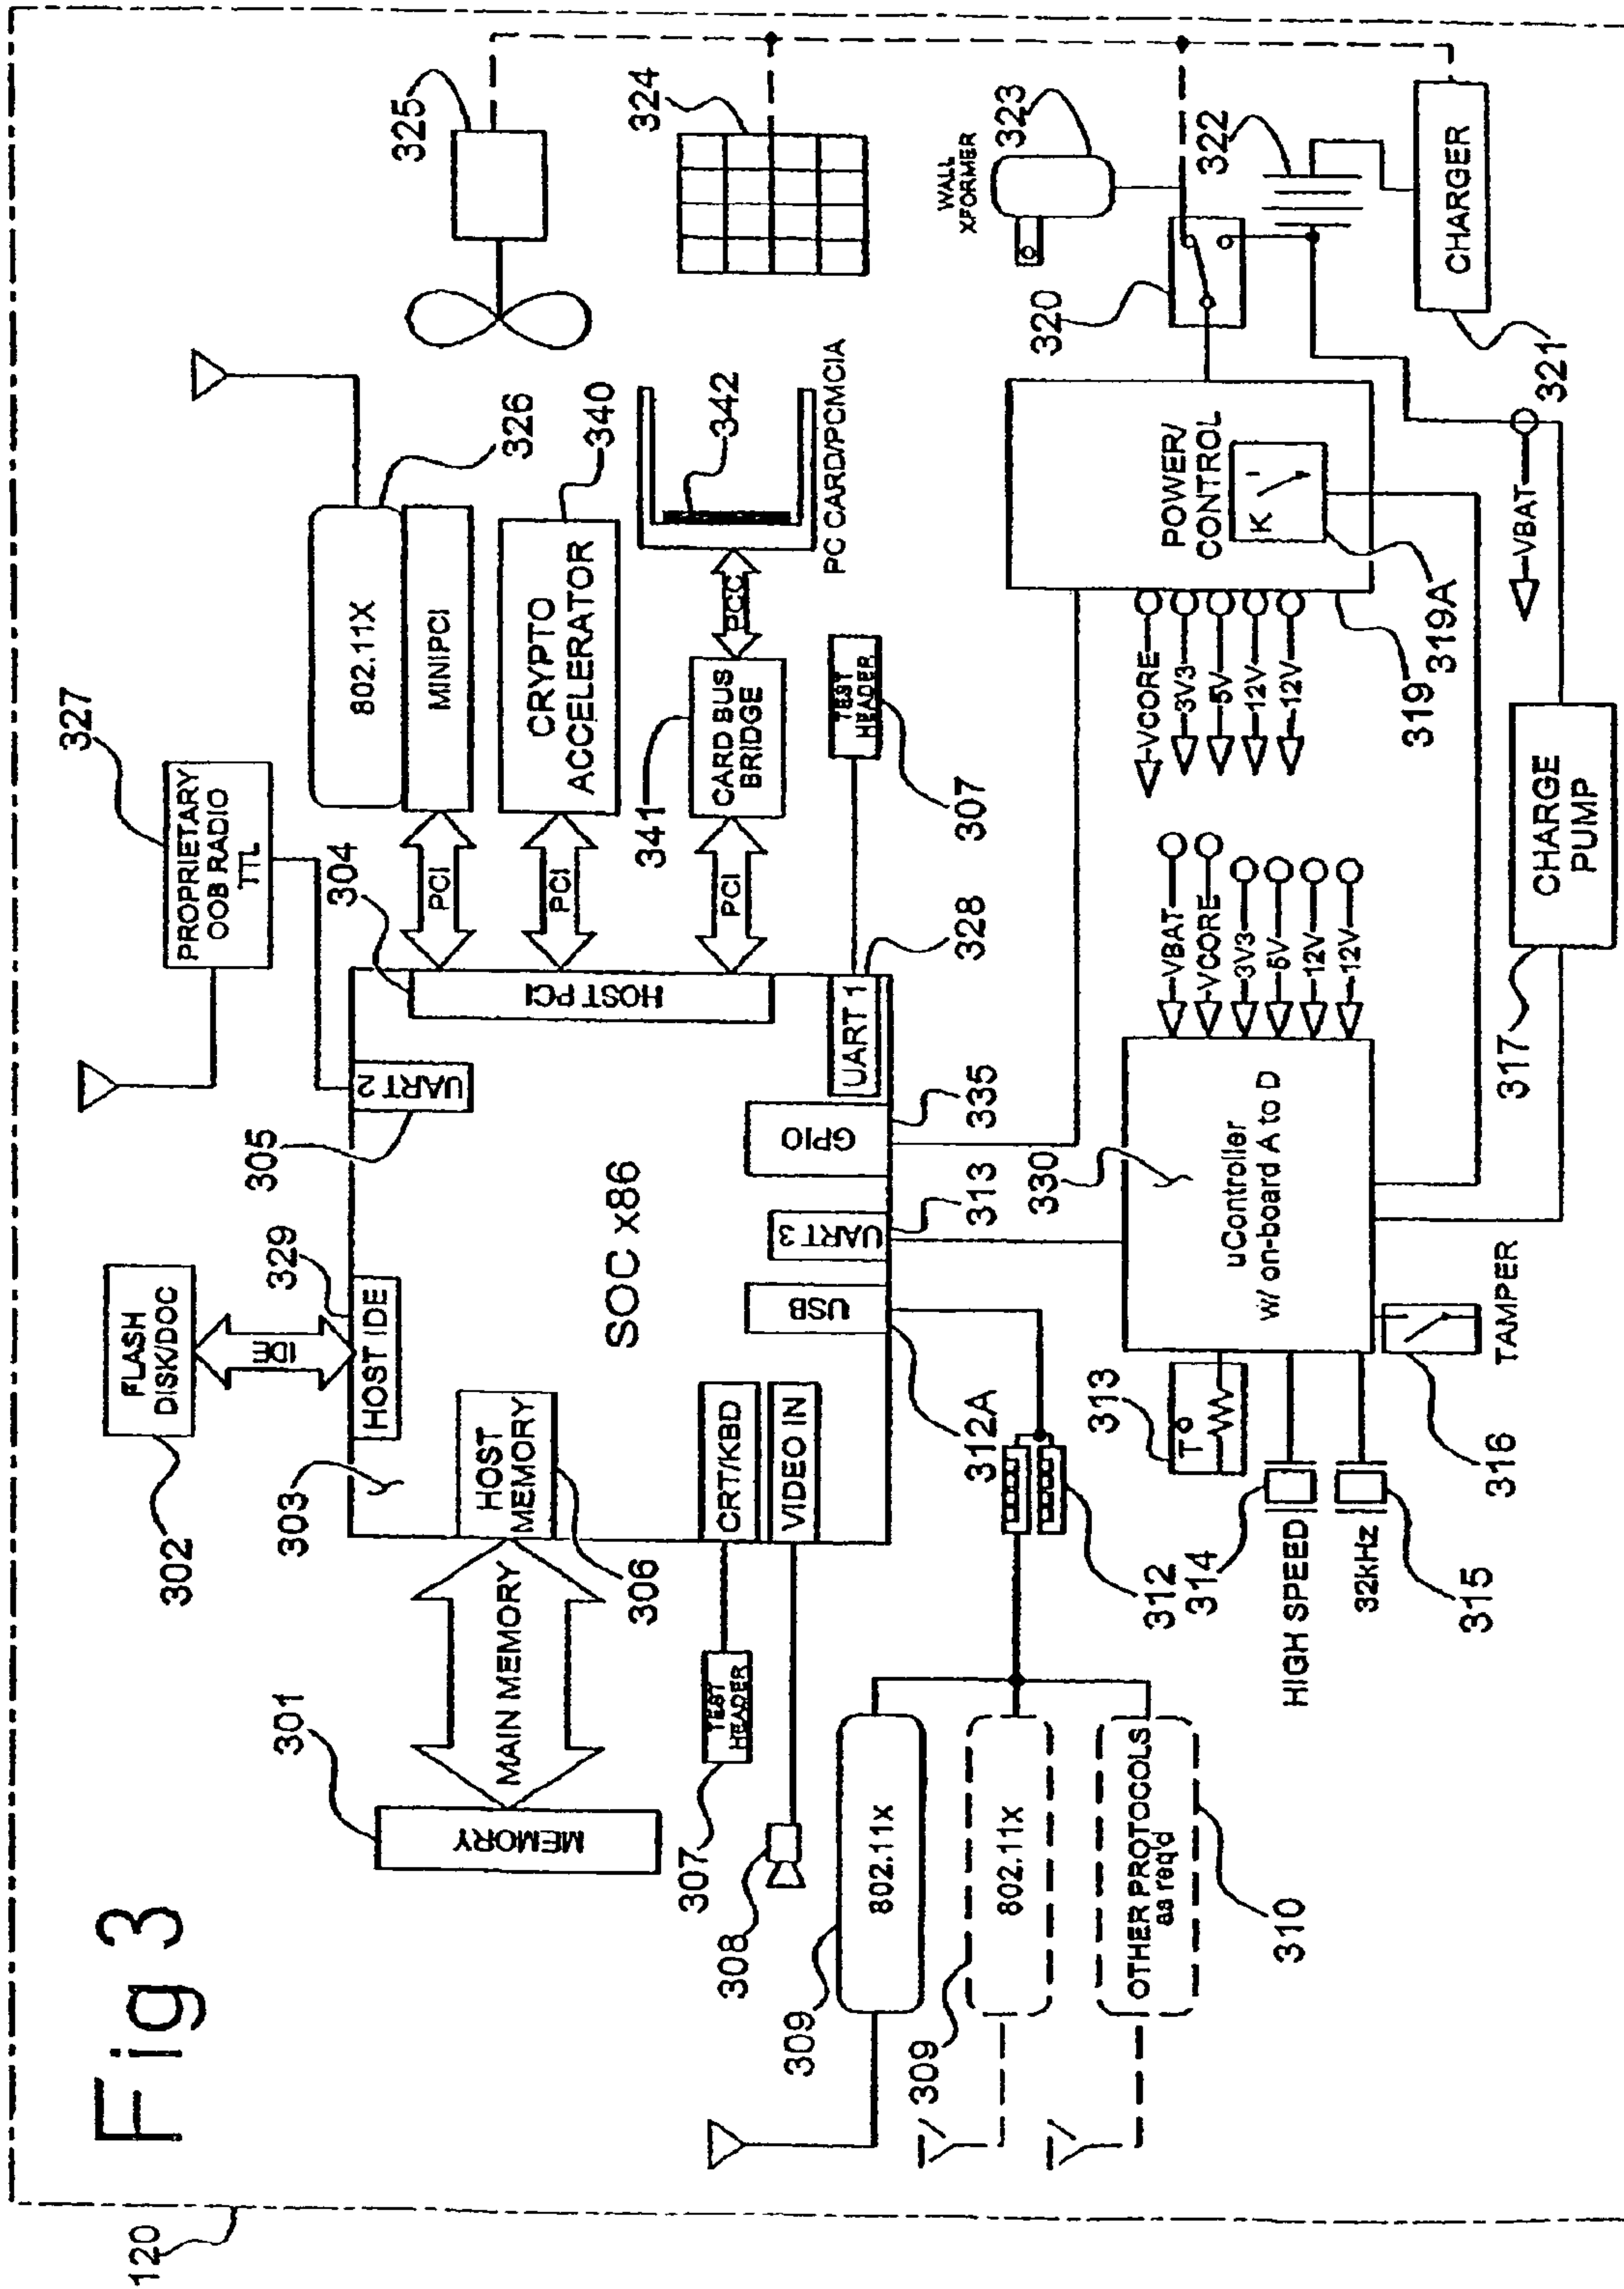 Fig 3
120
327
PROPRIETARY
OOB RADIO
TTL
302
FLASH
DISK/DOC
IDE
329
HOST IDE
303
305
UART 2
304
HOST PCI
PCI
PCI
PCI
802.11X
MINIPCI
326
CRYPTO
ACCELERATOR
340
341
CARD BUS
BRIDGE
PCC
342
PC CARD/PCMCIA
325
324
301
MEMORY
MAIN MEMORY
HOST
MEMORY
306
SOC x86
CRT/KBD
VIDEO IN
USB
UART 3
GPIO
UART 1
328
TEST
HEADER
307
TEST
HEADER
307
308
312A
313
335
309
802.11X
309
802.11X
OTHER PROTOCOLS
as req'd
310
312
330
uController
W/ on-board A to D
VBAT
VCORE
3V3
5V
12V
-12V
313
T°
314
HIGH SPEED
32kHz
315
316
TAMPER
VCORE
3V3
5V
12V
-12V
319
319A
POWER/
CONTROL
K
320
WALL
XFORMER
323
322
CHARGER
321
VBAT
317
CHARGE
PUMP